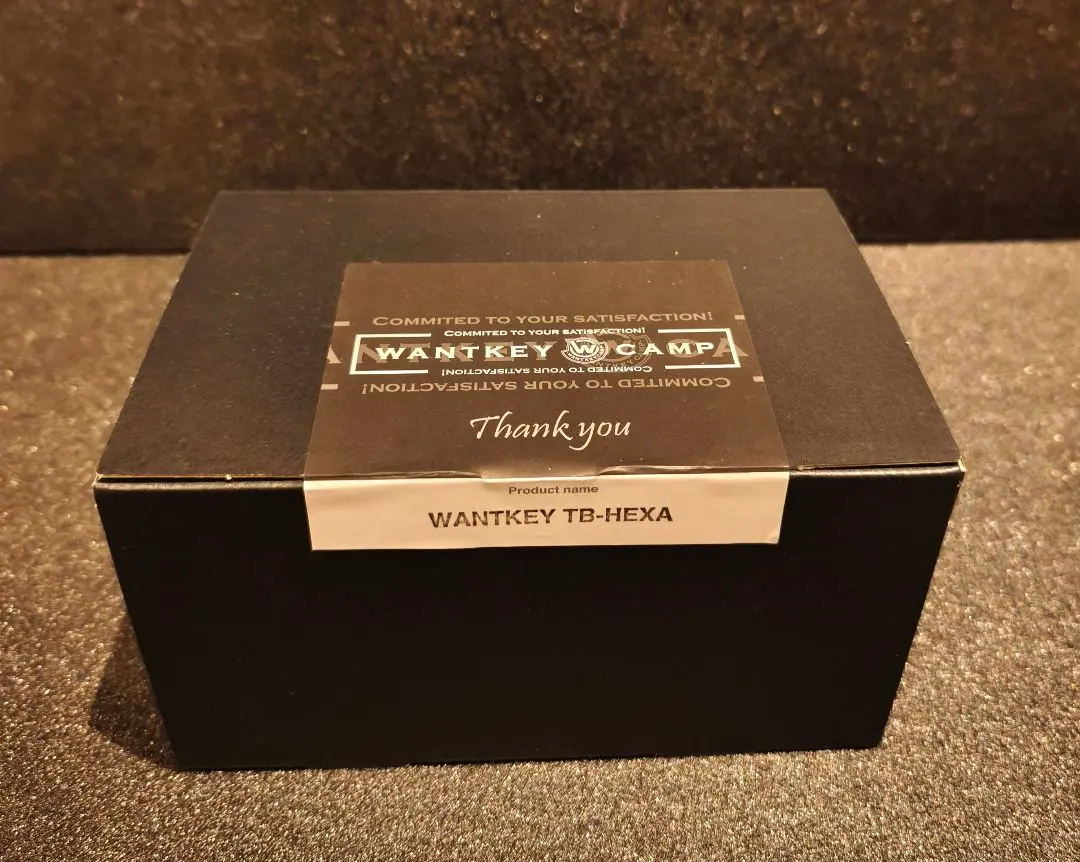 COMMITED TO YOUR SATISFACTION!
COMMITED TO YOUR SATISFACTION!
WANTKEY W CAMP
COMMITED TO YOUR SATISFACTION!
COMMITED TO YOUR SATISFACTION!
Thank you
Product name
WANTKEY TB-HEXA